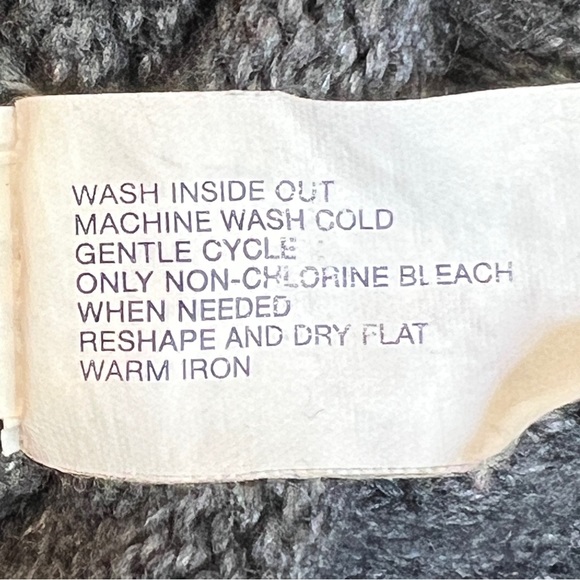 WASH INSIDE OUT
MACHINE WASH COLD
GENTLE CYCLE
ONLY NON-CHLORINE BLEACH
WHEN NEEDED
RESHAPE AND DRY FLAT
WARM IRON